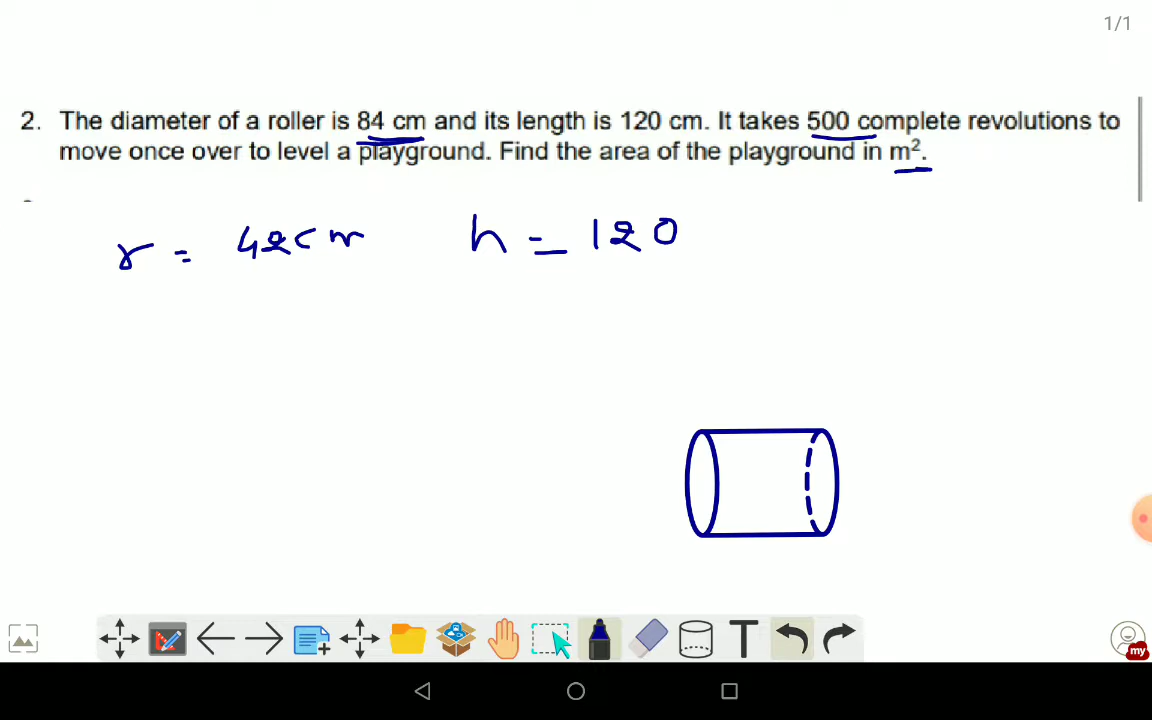 1/1
2. The diameter of a roller is 84 cm and its length is 120 cm. It takes 500 complete revolutions to
move once over to level a playground. Find the area of the playground in m².
r = 42cm h = 120
T
my